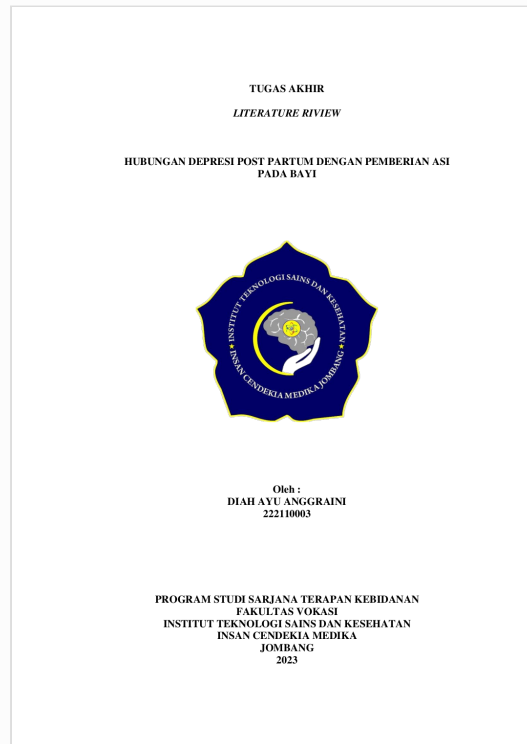 TUGAS AKHIR
LITERATURE RIVIEW
HUBUNGAN DEPRESI POST PARTUM DENGAN PEMBERIAN ASI
PADA BAYI
INSTITUT TEKNOLOGI SAINS DAN KESEHATAN
INSAN CENDEKIA MEDIKA JOMBANG
Oleh :
DIAH AYU ANGGRAINI
222110003
PROGRAM STUDI SARJANA TERAPAN KEBIDANAN
FAKULTAS VOKASI
INSTITUT TEKNOLOGI SAINS DAN KESEHATAN
INSAN CENDEKIA MEDIKA
JOMBANG
2023